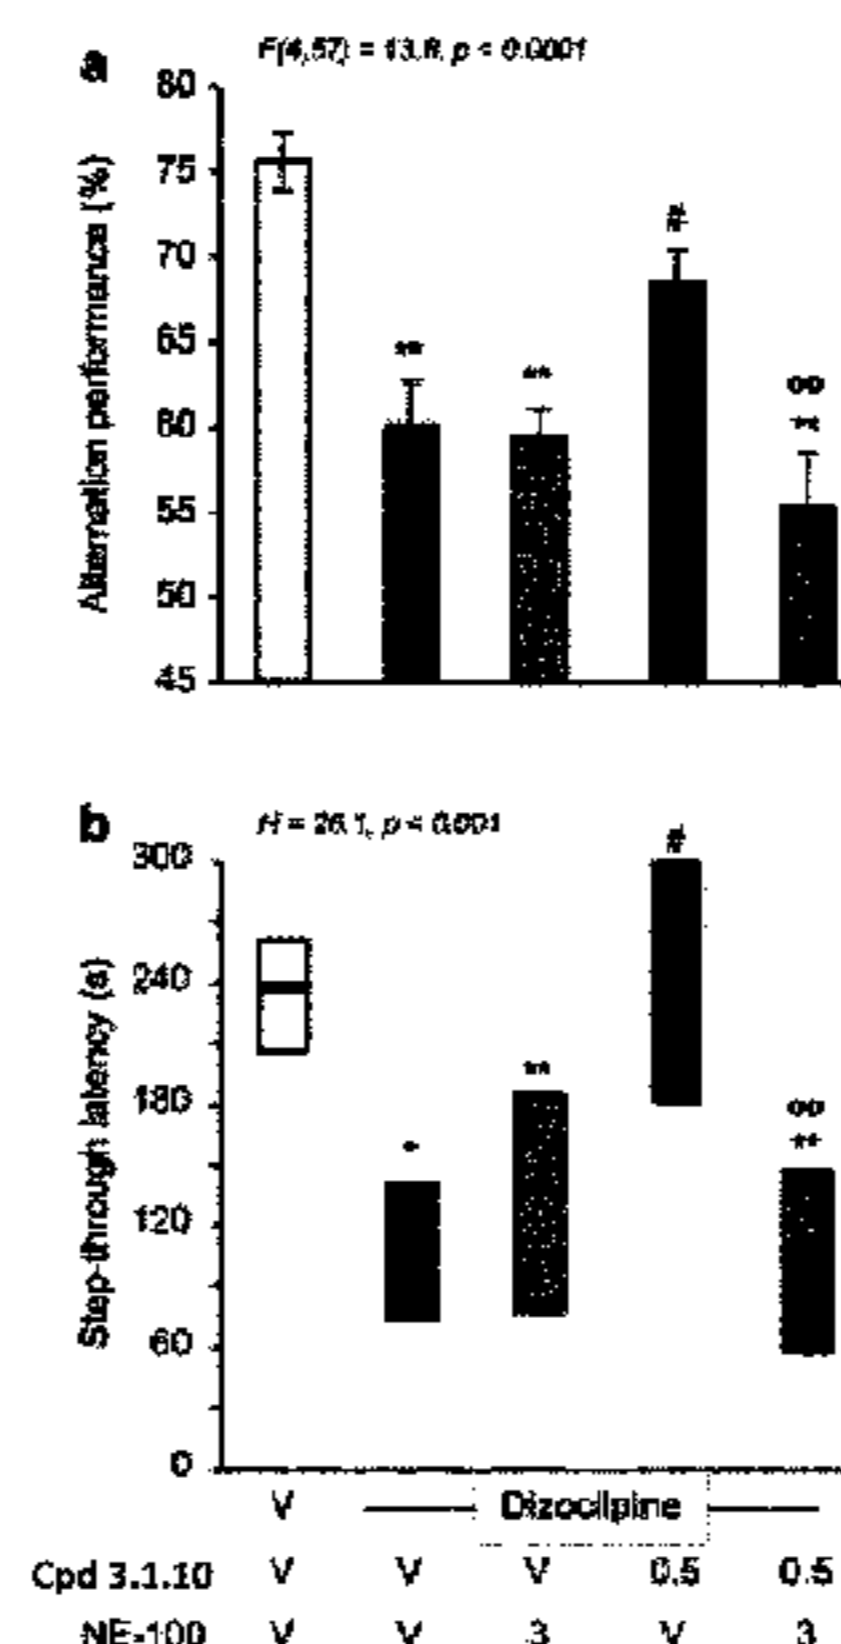 a
F(4,57) = 13.8, p < 0.0001
80
75
70
65
60
55
50
45
Alternation performance (%)
**
**
#
oo
**
b
H = 26.1, p < 0.001
300
240
180
120
60
0
Step-through latency (s)
*
**
#
oo
**
V Dizocilpine
Cpd 3.1.10 V V V 0.5 0.5
NE-100 V V 3 V 3